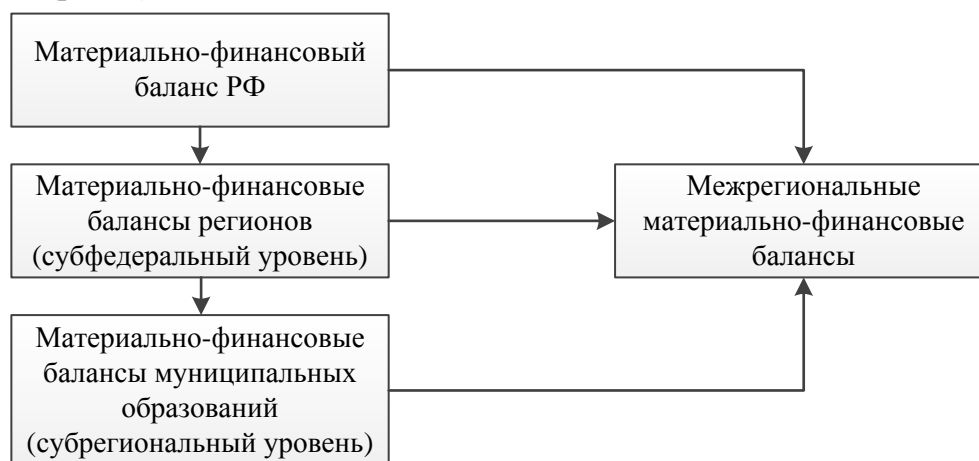 Материально-финансовый
баланс РФ
Материально-финансовые
балансы регионов
(субфедеральный уровень)
Межрегиональные
материально-финансовые
балансы
Материально-финансовые
балансы муниципальных
образований
(субрегиональный уровень)